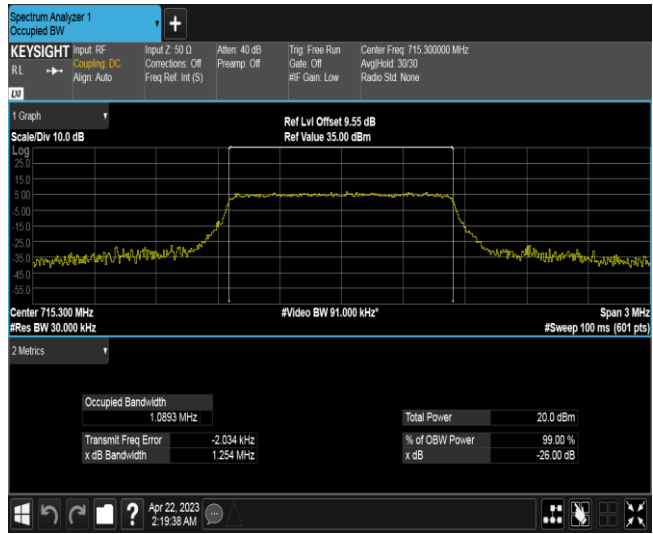 Spectrum Analyzer 1
Occupied BW
+
KEYSIGHT Input: RF Input Z: 50 Ω Atten: 40 dB Trig: Free Run Center Freq: 715.300000 MHz
R L Coupling: DC Corrections: Off Preamp: Off Gate: Off Avg|Hold: 30/30
Align: Auto Freq Ref: Int (S) #IF Gain: Low Radio Std: None
1 Graph
Ref Lvl Offset 9.55 dB
Scale/Div 10.0 dB Ref Value 35.00 dBm
Log
25.0
15.0
5.00
-5.00
-15.0
-25.0
-35.0
-45.0
-55.0
Center 715.300 MHz #Video BW 91.000 kHz* Span 3 MHz
#Res BW 30.000 kHz #Sweep 100 ms (601 pts)
2 Metrics
Occupied Bandwidth
1.0893 MHz Total Power 20.0 dBm
Transmit Freq Error -2.034 kHz % of OBW Power 99.00 %
x dB Bandwidth 1.254 MHz x dB -26.00 dB
? Apr 22, 2023
2:19:38 AM